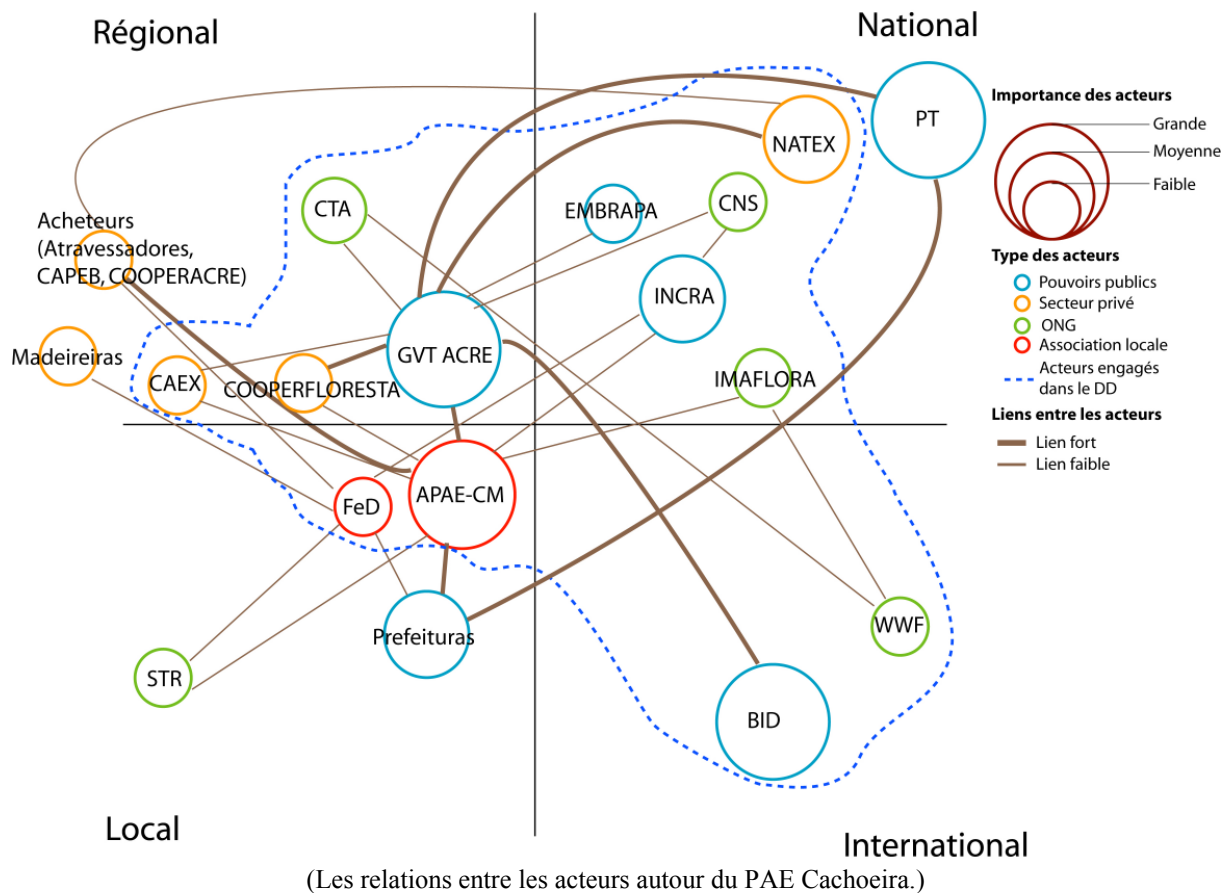 Régional
National
Importance des acteurs
Grande
Moyenne
Faible
PT
NATEX
CTA
EMBRAPA
CNS
Acheteurs
(Atravessadores,
CAPEB, COOPERACRE)
Type des acteurs
Pouvoirs publics
Secteur privé
ONG
Association locale
Acteurs engagés
dans le DD
INCRA
GVT ACRE
Madeireiras
CAEX
COOPERFLORESTA
IMAFLORA
Liens entre les acteurs
Lien fort
Lien faible
FeD
APAE-CM
Prefeituras
WWF
STR
BID
Local
International
(Les relations entre les acteurs autour du PAE Cachoeira.)